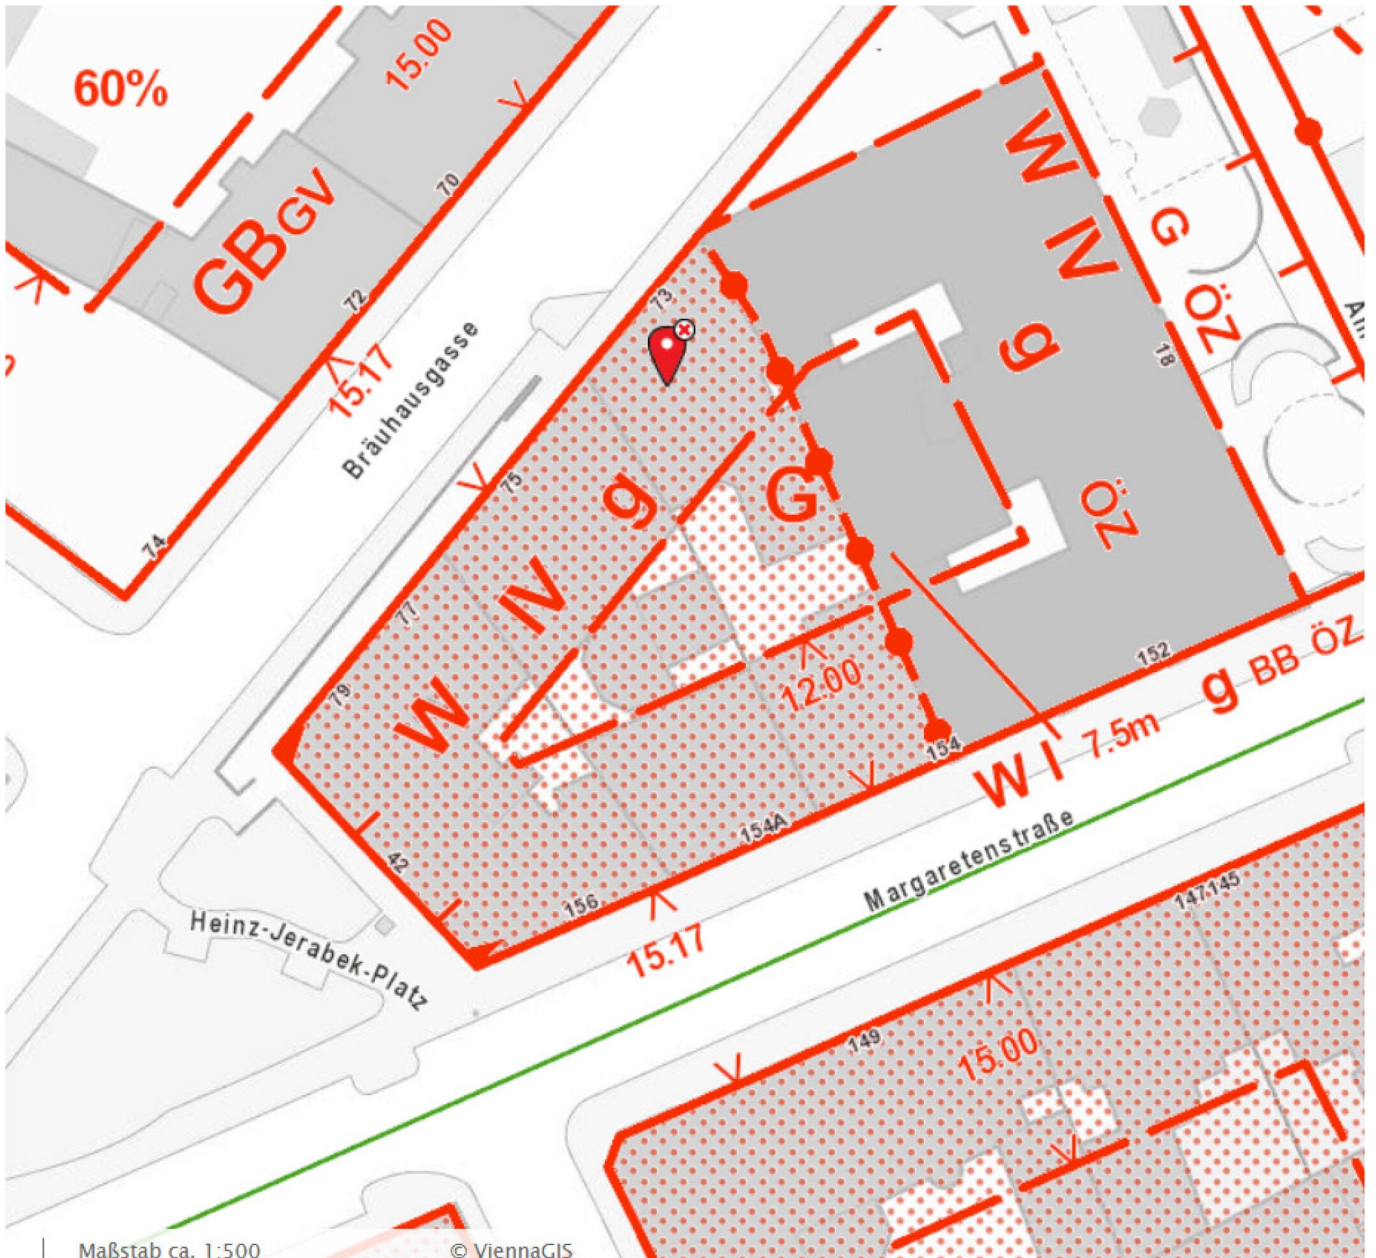 60%
15.00
GB GV
70
72
15.17
Bräuhausgasse
74
73
75
77
79
W IV g
G
12.00
W IV g
ÖZ
G
ÖZ
18
152
154
154A
156
42
15.17
W I 7.5m g BB ÖZ
Margaretenstraße
Heinz-Jerabek-Platz
147 145
149
15.00
Maßstab ca. 1:500
© ViennaGIS